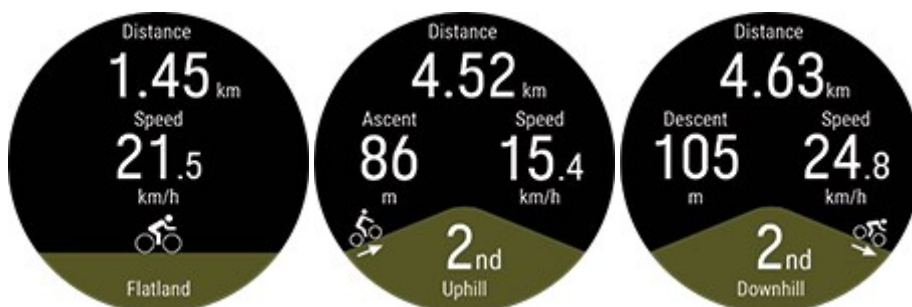 Distance
1.45 km
Speed
21.5
km/h
Flatland
Distance
4.52 km
Ascent Speed
86 15.4
m km/h
2nd
Uphill
Distance
4.63 km
Descent Speed
105 24.8
m km/h
2nd
Downhill